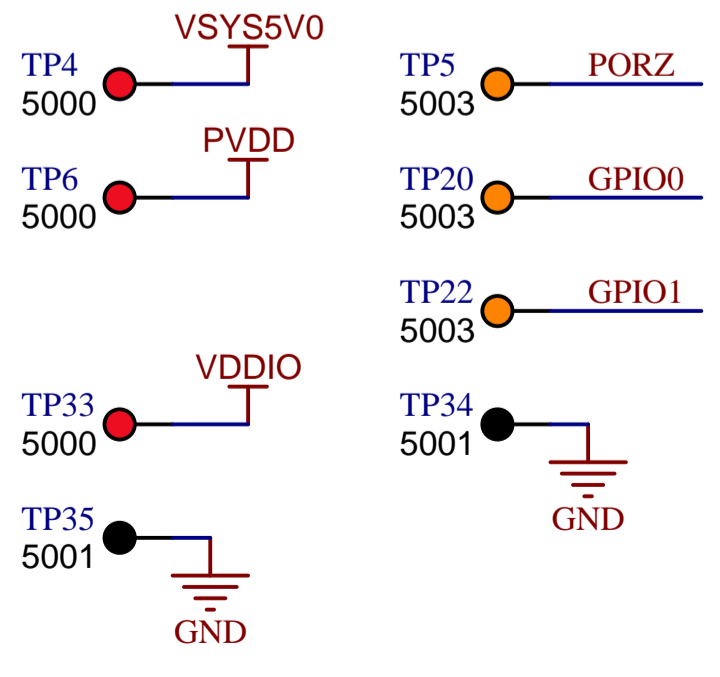 VSYS5V0
TP4
5000
PVDD
TP6
5000
VDDIO
TP33
5000
TP35
5001
GND
TP5
5003
PORZ
TP20
5003
GPIO0
TP22
5003
GPIO1
TP34
5001
GND